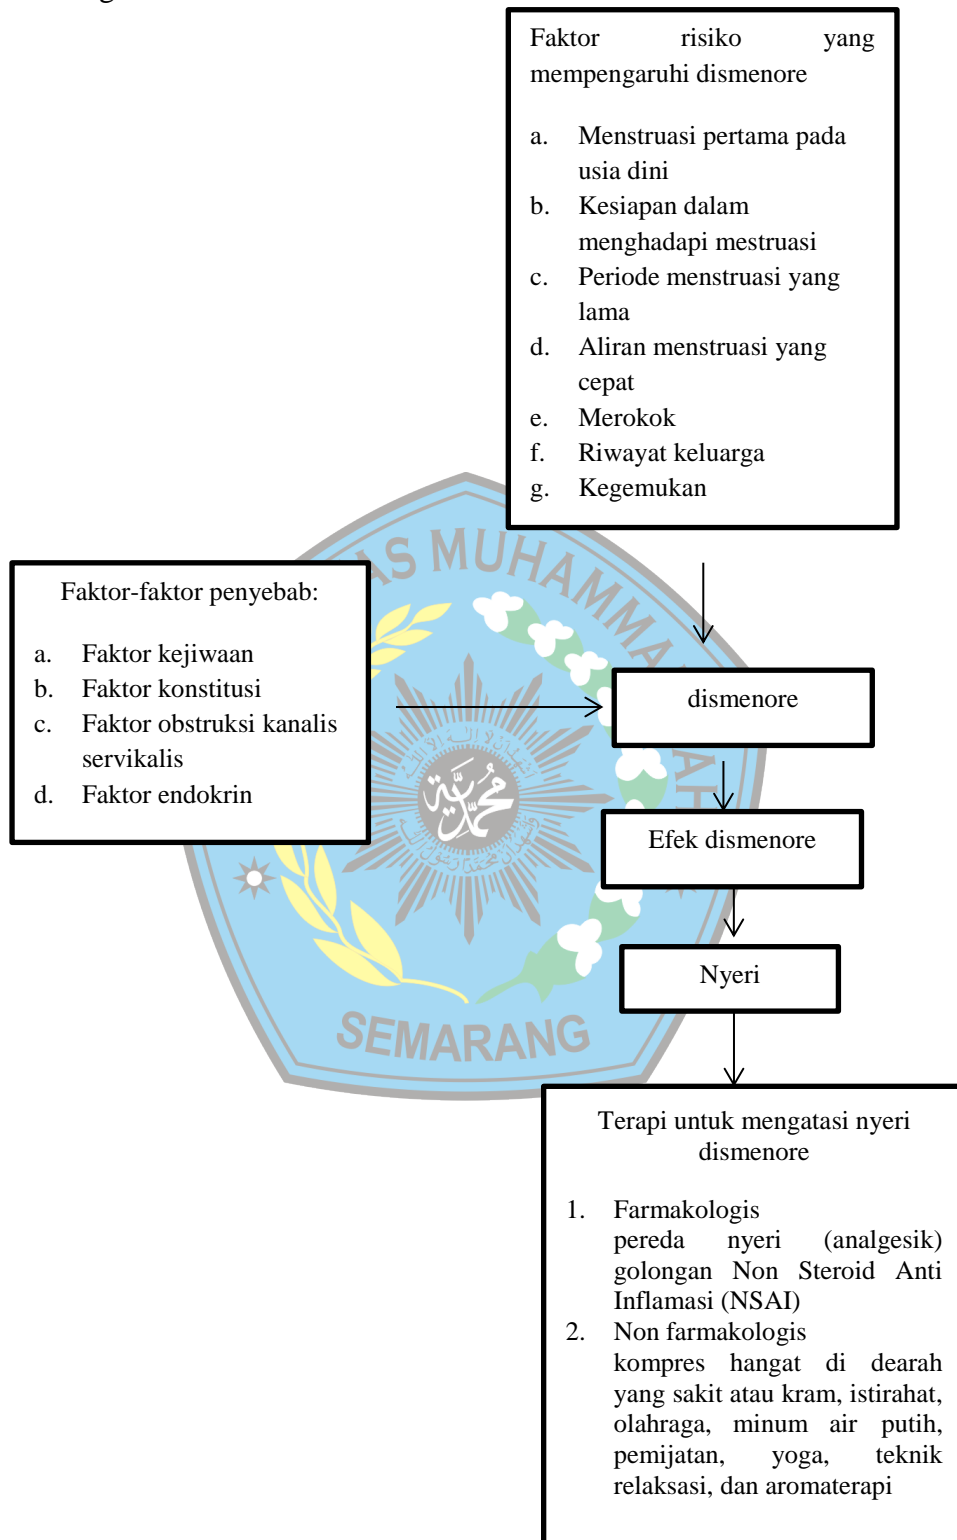 Faktor risiko yang
mempengaruhi dismenore
a. Menstruasi pertama pada
usia dini
b. Kesiapan dalam
menghadapi mestruasi
c. Periode menstruasi yang
lama
d. Aliran menstruasi yang
cepat
e. Merokok
f. Riwayat keluarga
g. Kegemukan
Faktor-faktor penyebab:
a. Faktor kejiwaan
b. Faktor konstitusi
c. Faktor obstruksi kanalis
servikalis
d. Faktor endokrin
dismenore
Efek dismenore
Nyeri
Terapi untuk mengatasi nyeri
dismenore
1. Farmakologis
pereda nyeri (analgesik)
golongan Non Steroid Anti
Inflamasi (NSAI)
2. Non farmakologis
kompres hangat di dearah
yang sakit atau kram, istirahat,
olahraga, minum air putih,
pemijatan, yoga, teknik
relaksasi, dan aromaterapi
AS MUHAMMA AH
محمدية
SEMARANG